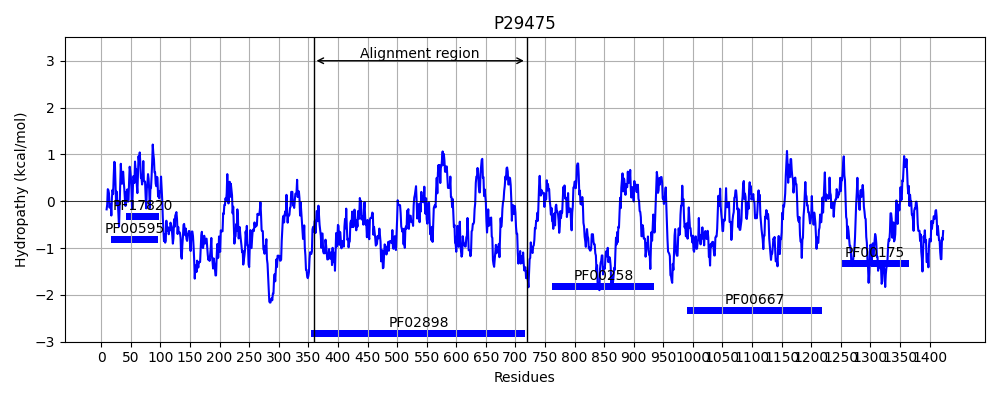 P29475
Alignment region
PF17820
PF00595
PF00175
PF00258
PF00667
PF02898
3
2
1
0
−1
−2
−3
Hydropathy (kcal/mol)
0 50 100 150 200 250 300 350 400 450 500 550 600 650 700 750 800 850 900 950 1000 1050 1100 1150 1200 1250 1300 1350 1400
Residues